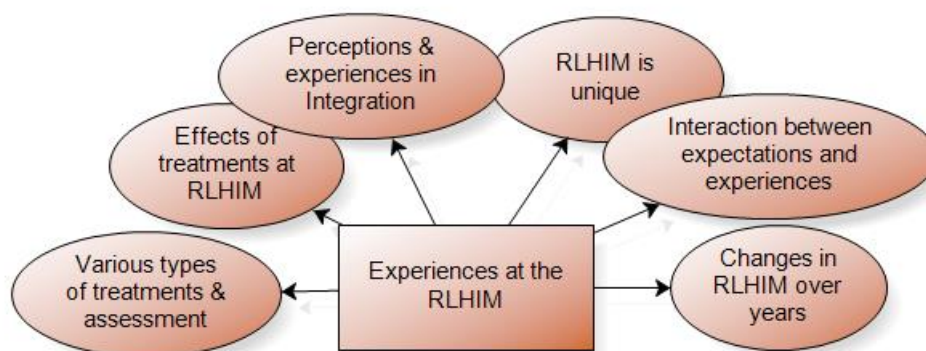 Perceptions &
experiences in
Integration
RLHIM is
unique
Effects of
treatments at
RLHIM
Interaction between
expectations and
experiences
Various types
of treatments &
assessment
Experiences at the
RLHIM
Changes in
RLHIM over
years